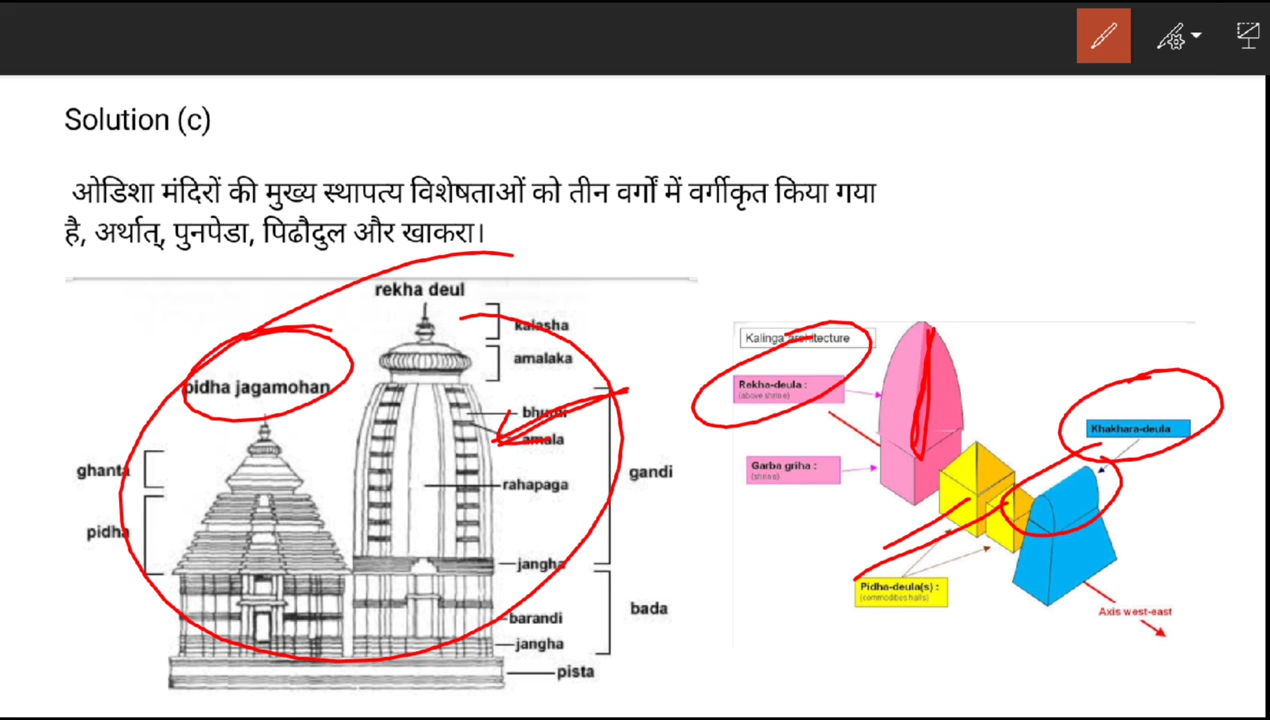 Solution (c)
ओडिशा मंदिरों की मुख्य स्थापत्य विशेषताओं को तीन वर्गों में वर्गीकृत किया गया
है, अर्थात्, पुनपेडा, पिढौदुल और खाकरा।
rekha deul
kalasha
amalaka
pidha jagamohan
bhumi
amala
ghanta
gandi
rahapaga
pidha
jangha
bada
barandi
jangha
pista
Kalinga architecture
Rekha-deula :
(above shrine)
Khakhara-deula
Garba griha :
(shrines)
Pidha-deula(s) :
(commodities halls)
Axis west-east